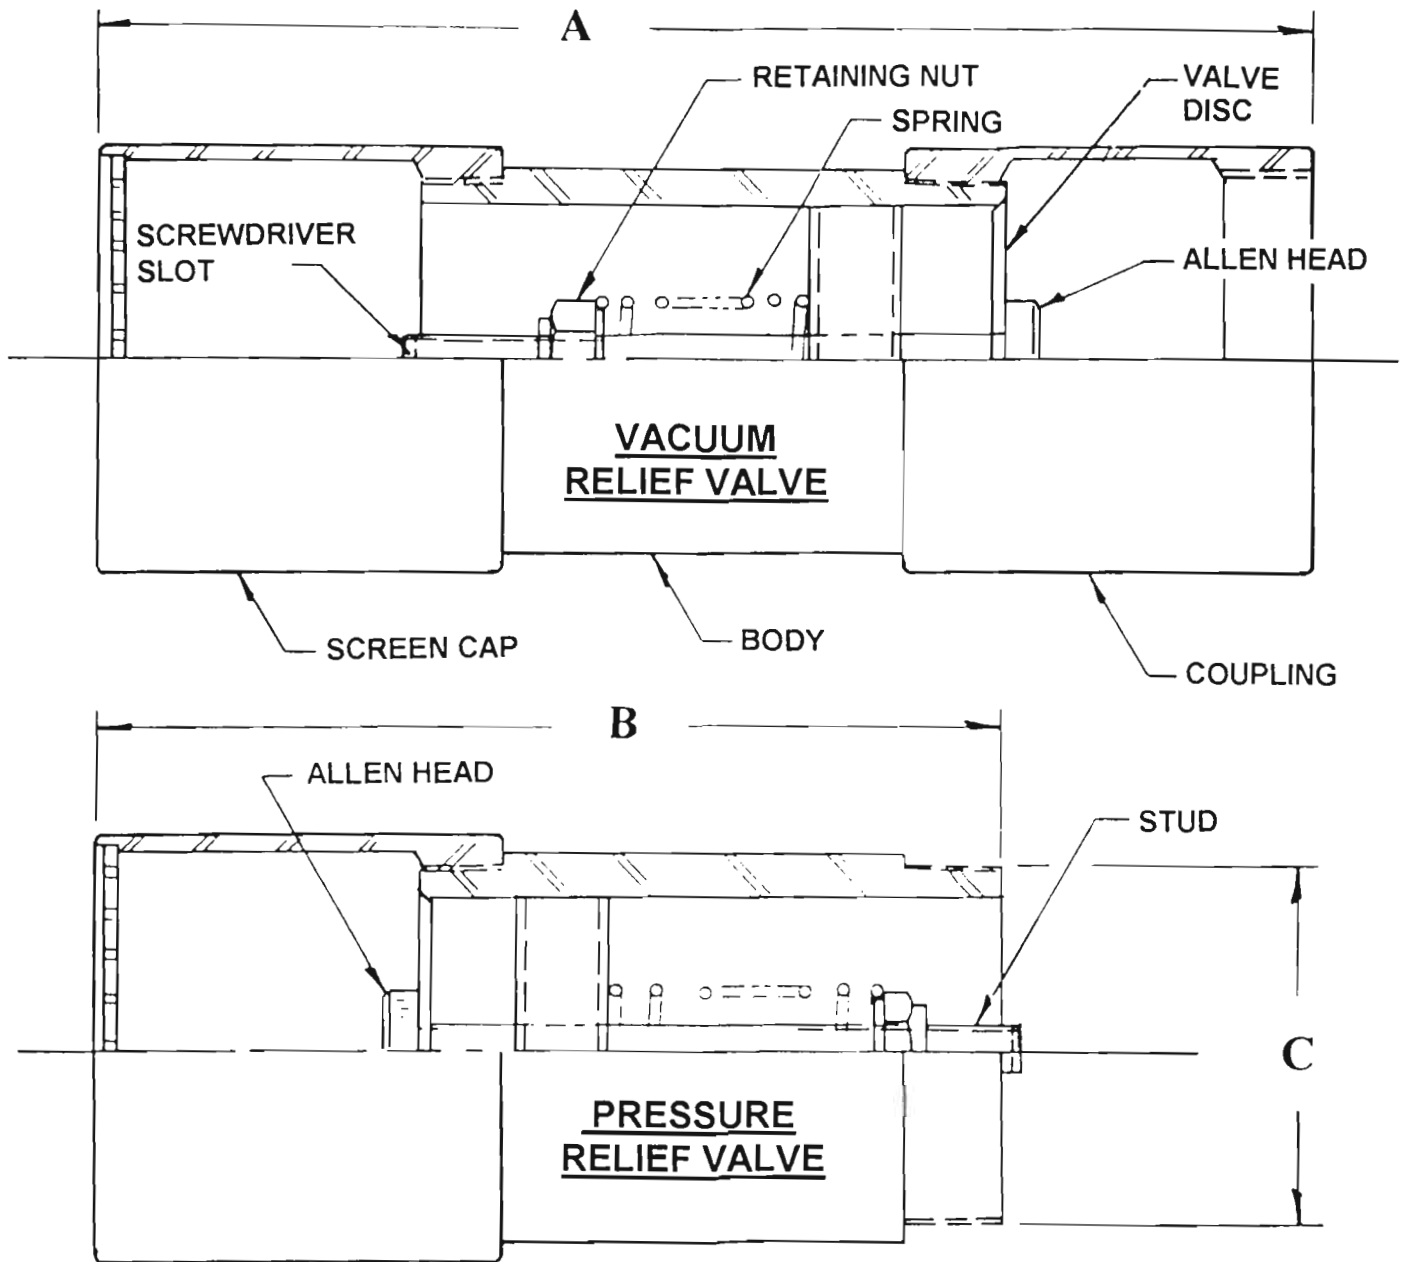 A
RETAINING NUT
VALVE
DISC
SPRING
SCREWDRIVER
SLOT
ALLEN HEAD
VACUUM
RELIEF VALVE
SCREEN CAP
BODY
COUPLING
B
ALLEN HEAD
STUD
C
PRESSURE
RELIEF VALVE